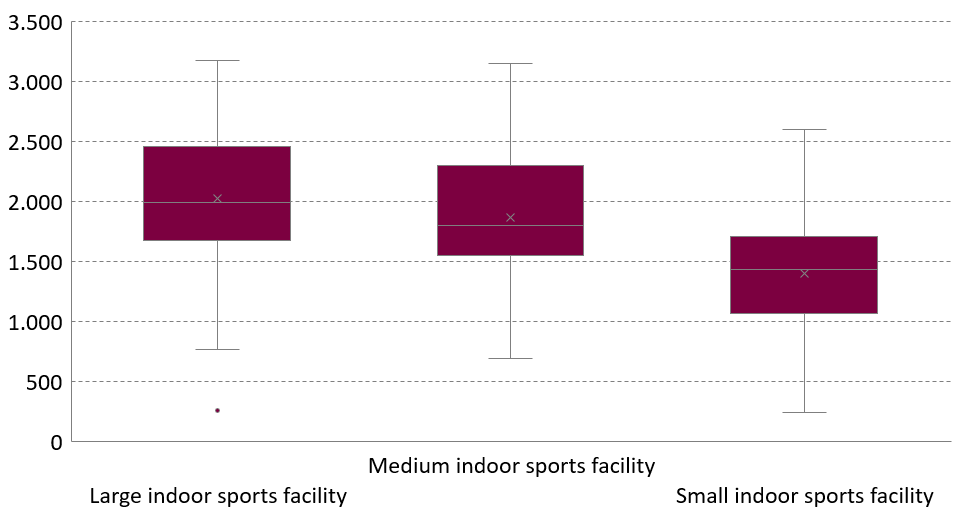 3.500
3.000
2.500
2.000
1.500
1.000
500
0
Medium indoor sports facility
Large indoor sports facility
Small indoor sports facility